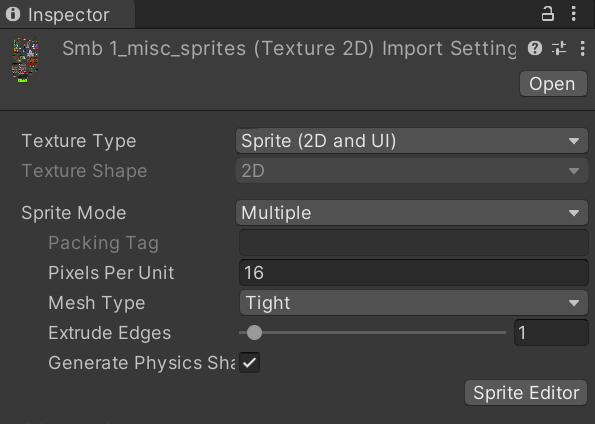 Inspector
Smb 1_misc_sprites (Texture 2D) Import Setting
Open
Texture Type Sprite (2D and UI)
Texture Shape 2D
Sprite Mode Multiple
Packing Tag
Pixels Per Unit 16
Mesh Type Tight
Extrude Edges 1
Generate Physics Sha
Sprite Editor